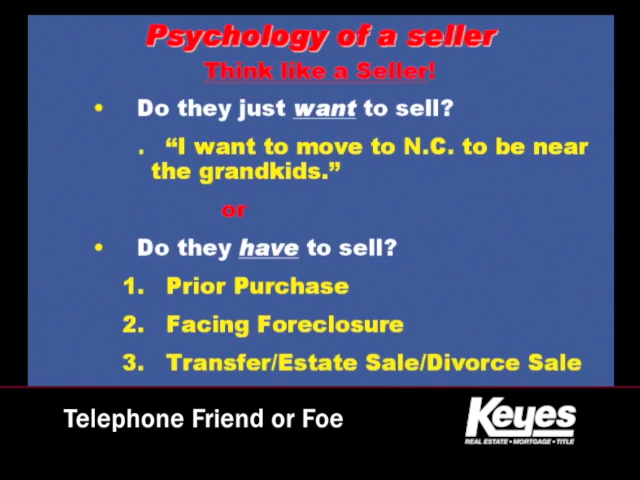 Psychology of a seller
Think like a Seller!
• Do they just want to sell?
. “I want to move to N.C. to be near
the grandkids.”
or
• Do they have to sell?
1. Prior Purchase
2. Facing Foreclosure
3. Transfer/Estate Sale/Divorce Sale
Telephone Friend or Foe
Keyes
REAL ESTATE • MORTGAGE • TITLE